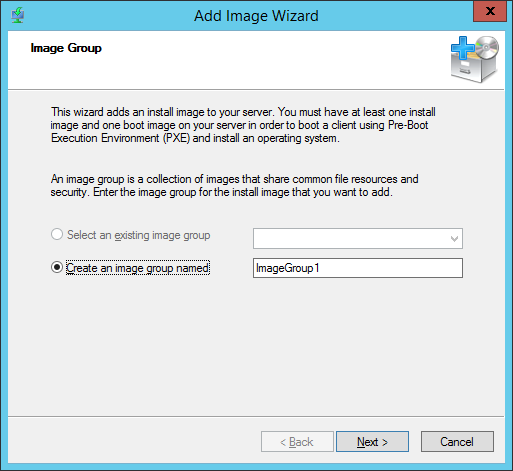 Add Image Wizard
x
Image Group
This wizard adds an install image to your server. You must have at least one install
image and one boot image on your server in order to boot a client using Pre-Boot
Execution Environment (PXE) and install an operating system.
An image group is a collection of images that share common file resources and
security. Enter the image group for the install image that you want to add.
Select an existing image group
Create an image group named
ImageGroup1
< Back
Next >
Cancel